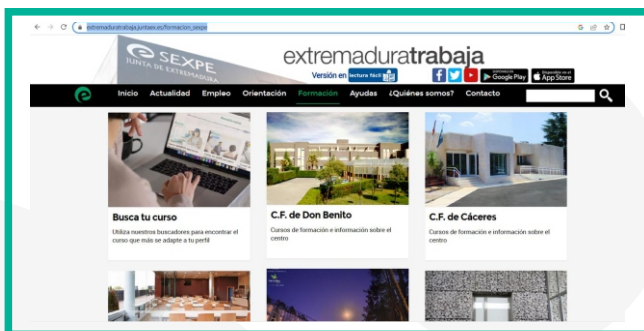 extremaduratrabaja.juntaex.es/formacion_sexpe
SEXPE
JUNTA DE EXTREMADURA
extremaduratrabaja
Versión en lectura fácil
Google Play
Disponible en el
App Store
Inicio Actualidad Empleo Orientación Formación Ayudas ¿Quiénes somos? Contacto
Busca tu curso
Utiliza nuestros buscadores para encontrar el
curso que más se adapte a tu perfil
C.F. de Don Benito
Cursos de formación e información sobre el
centro
C.F. de Cáceres
Cursos de formación e información sobre el
centro